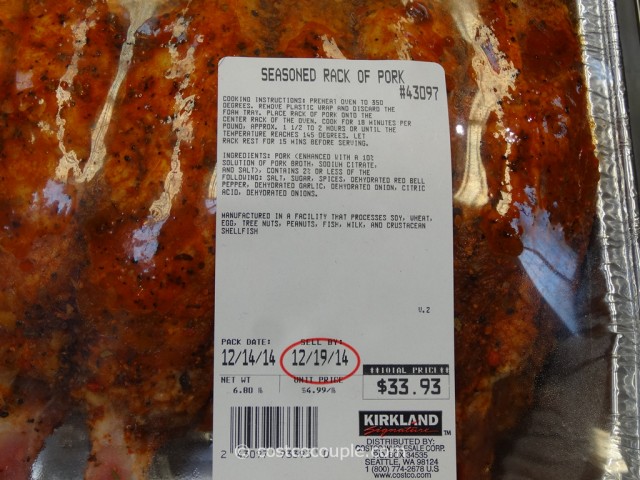 SEASONED RACK OF PORK
#43097
COOKING INSTRUCTIONS: PREHEAT OVEN TO 350
DEGREES. REMOVE PLASTIC WRAP AND DISCARD THE
FOAM TRAY. PLACE RACK OF PORK ONTO THE
CENTER RACK OF THE OVEN. COOK FOR 18 MINUTES PER
POUND, APPROX. 1 1/2 TO 2 HOURS OR UNTIL THE
TEMPERATURE REACHES 145 DEGREES. LET
RACK REST FOR 15 MINS BEFORE SERVING.
INGREDIENTS: PORK <ENHANCED WITH A 10%
SOLUTION OF PORK BROTH, SODIUM CITRATE,
AND SALT>, CONTAINS 2% OR LESS OF THE
FOLLOWING: SALT, SUGAR, SPICES, DEHYDRATED RED BELL
PEPPER, DEHYDRATED GARLIC, DEHYDRATED ONION, CITRIC
ACID, DEHYDRATED ONIONS.
MANUFACTURED IN A FACILITY THAT PROCESSES SOY, WHEAT,
EGG, TREE NUTS, PEANUTS, FISH, MILK, AND CRUSTACEAN
SHELLFISH
V.2
PACK DATE: SELL BY:
12/14/14 12/19/14
**TOTAL PRICE**
NET WT UNIT PRICE
6.80 lb $4.99/lb
$33.93
KIRKLAND
Signature TM
DISTRIBUTED BY:
COSTCO WHOLESALE CORP.
P.O. BOX 34535
SEATTLE, WA 98124
1 (800) 774-2678 U.S
www.costco.com
© costcocouple.com